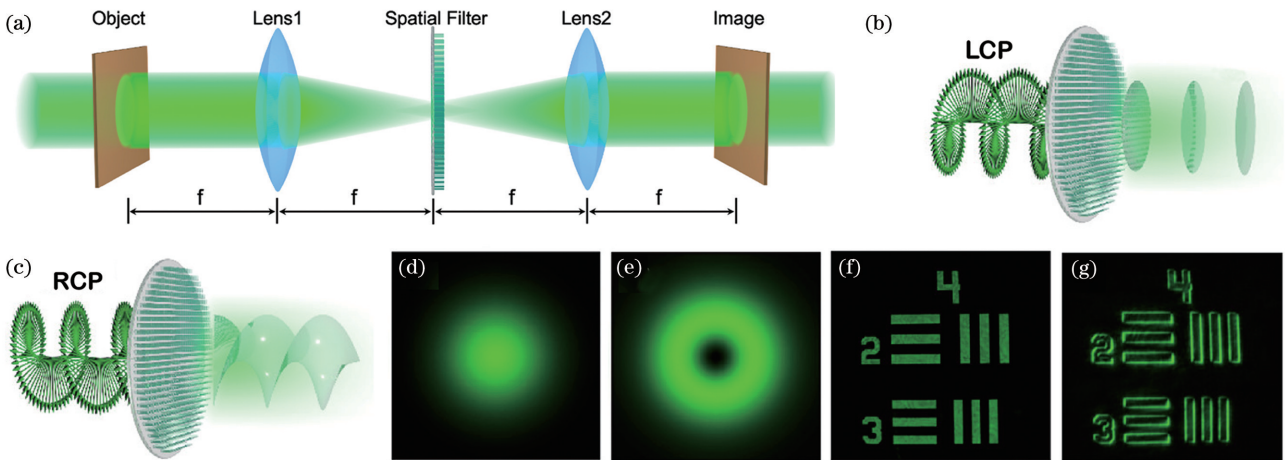 (a)
Object
Lens1
Spatial Filter
Lens2
Image
f
f
f
f
(b)
LCP
(c)
RCP
(d)
(e)
(f)
4
2
3
(g)
4
2
3